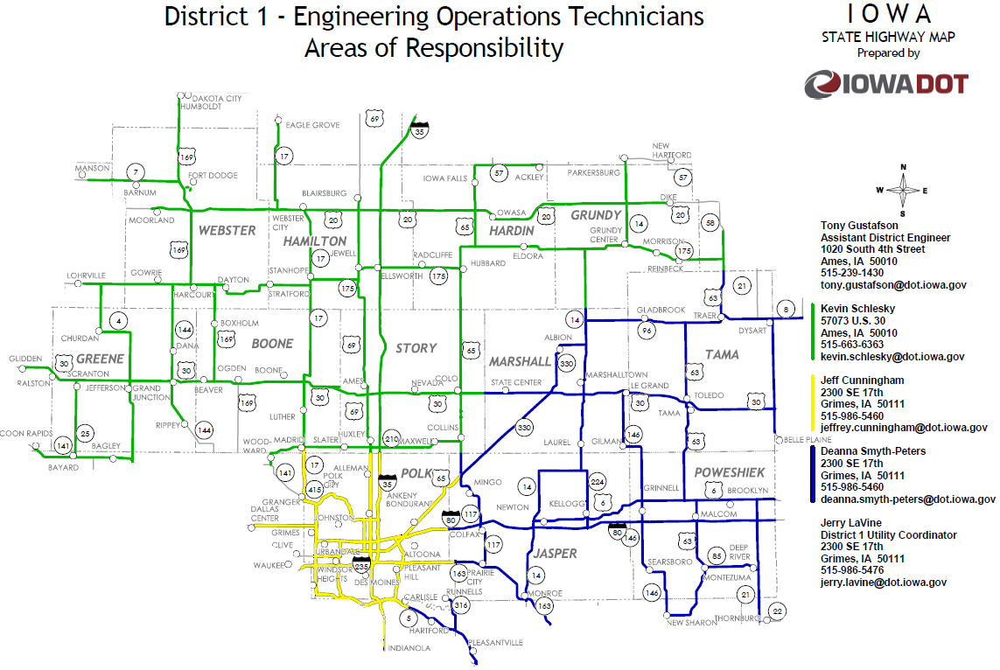 District 1 - Engineering Operations Technicians
Areas of Responsibility
IOWA
STATE HIGHWAY MAP
Prepared by
IOWADOT
DAKOTA CITY
HUMBOLDT
EAGLE GROVE
69
35
169
17
NEW
HARTFORD
MANSON
7
BARNUM
FORT DODGE
IOWA FALLS
57
ACKLEY
PARKERSBURG
57
N
W
E
S
BLAIRSBURG
DIKE
MOORLAND
WEBSTER
CITY
20
20
OWASA
20
GRUNDY
20
WEBSTER
HAMILTON
65
HARDIN
14
58
GRUNDY
CENTER
MORRISON
169
17
JEWELL
RADCLIFFE
ELDORA
175
REINBECK
HUBBARD
LOHRVILLE
GOWRIE
DAYTON
STANHOPE
ELLSWORTH
175
HARCOURT
STRATFORD
175
21
63
4
14
GLADBROOK
TRAER
8
CHURDAN
144
BOXHOLM
17
96
DYSART
169
DANA
BOONE
69
STORY
65
ALBION
GLIDDEN
30
GREENE
30
OGDEN
BOONE
MARSHALL
330
TAMA
63
SCRANTON
RALSTON
JEFFERSON
GRAND
JUNCTION
BEAVER
AMES
NEVADA
COLO
STATE CENTER
MARSHALLTOWN
LE GRAND
TOLEDO
169
30
30
30
TAMA
30
LUTHER
69
COON RAPIDS
25
RIPPEY
144
HUXLEY
COLLINS
330
146
141
BAGLEY
WOOD-
WARD
MADRID
SLATER
210
MAXWELL
LAUREL
GILMAN
63
BELLE PLAINE
BAYARD
141
17
ALLEMAN
POLK
65
POWESHIEK
POLK
CITY
35
MINGO
14
224
GRINNELL
6
BROOKLYN
415
ANKENY
GRANGER
BONDURANT
NEWTON
KELLOGG
6
MALCOM
DALLAS
CENTER
JOHNSTON
80
117
GRIMES
COLFAX
80
146
63
CLIVE
URBANDALE
ALTOONA
117
JASPER
85
DEEP
RIVER
WAUKEE
WINDSOR
HEIGHTS
235
PLEASANT
HILL
DES MOINES
163
PRAIRIE
CITY
14
SEARSBORO
MONTEZUMA
RUNNELLS
CARLISLE
316
MONROE
163
146
21
22
5
HARTFORD
NEW SHARON
THORNBURG
INDIANOLA
PLEASANTVILLE
Tony Gustafson
Assistant District Engineer
1020 South 4th Street
Ames, IA 50010
515-239-1430
tony.gustafson@dot.iowa.gov
Kevin Schlesky
57073 U.S. 30
Ames, IA 50010
515-663-6363
kevin.schlesky@dot.iowa.gov
Jeff Cunningham
2300 SE 17th
Grimes, IA 50111
515-986-5460
jeffrey.cunningham@dot.iowa.gov
Deanna Smyth-Peters
2300 SE 17th
Grimes, IA 50111
515-986-5460
deanna.smyth-peters@dot.iowa.gov
Jerry LaVine
District 1 Utility Coordinator
2300 SE 17th
Grimes, IA 50111
515-986-5476
jerry.lavine@dot.iowa.gov